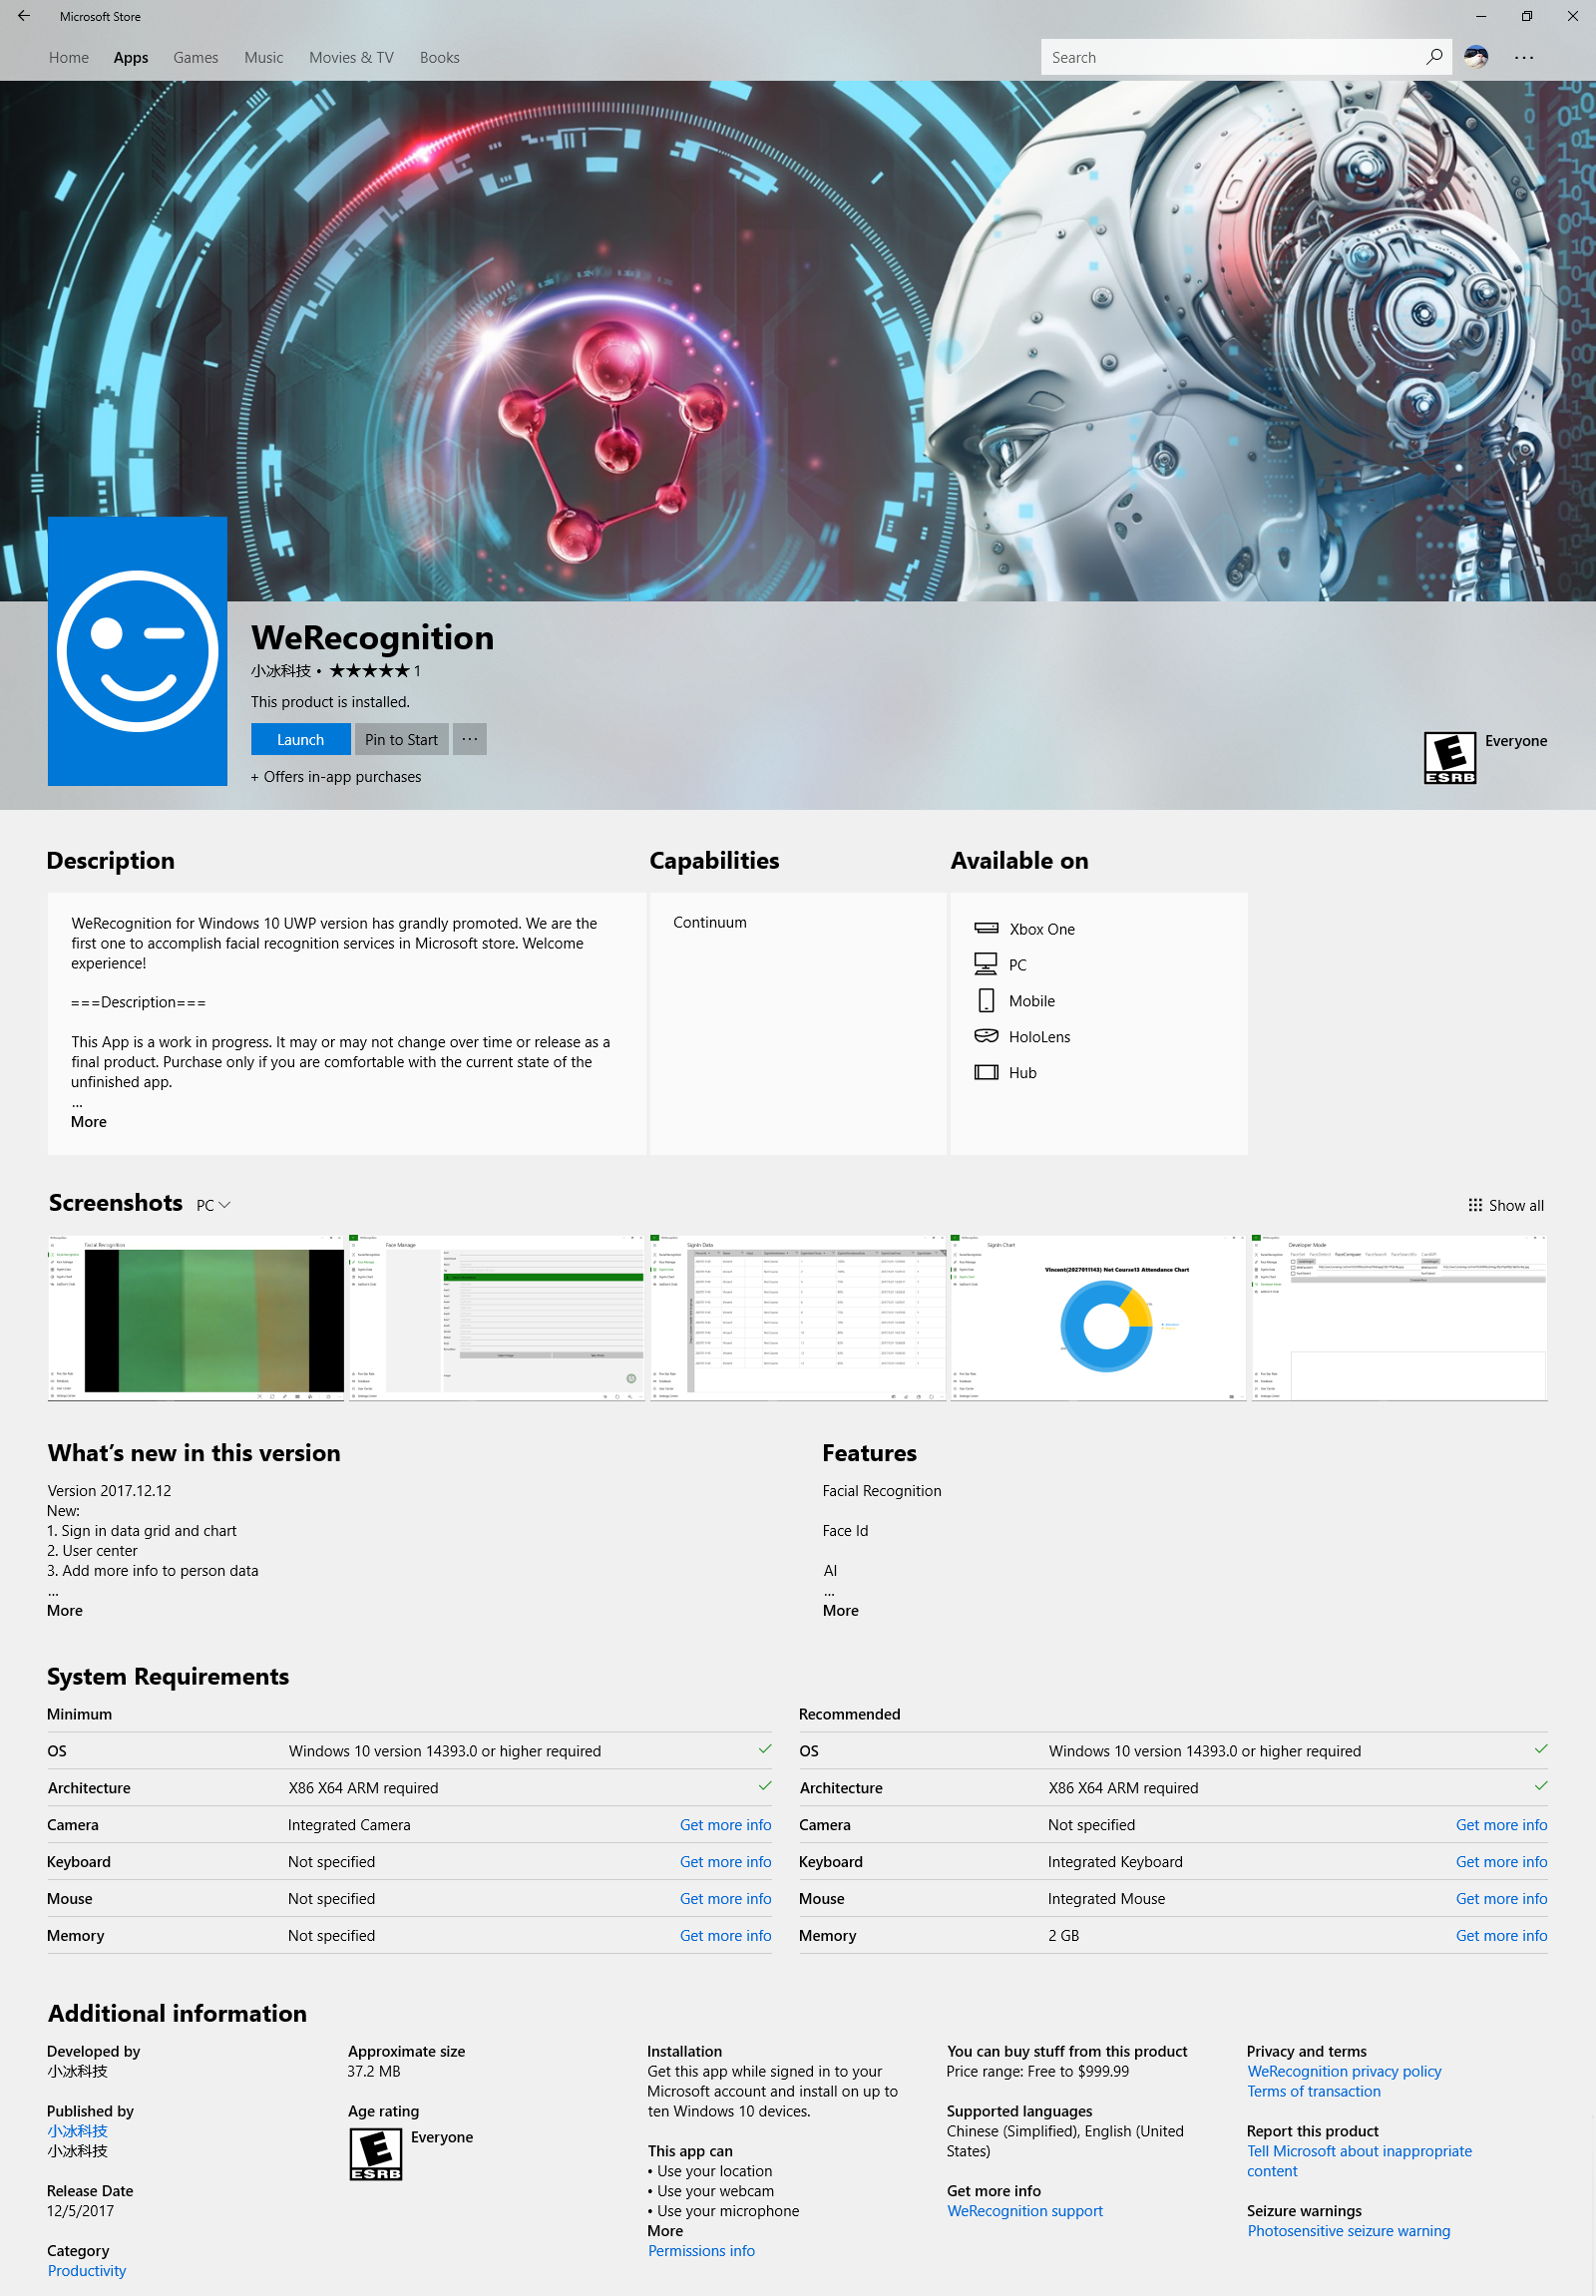 Microsoft Store
Home Apps Games Music Movies & TV Books
Search
WeRecognition
小冰科技 • ★★★★★ 1
This product is installed.
Launch Pin to Start ···
+ Offers in-app purchases
E
ESRB
Everyone
Description
WeRecognition for Windows 10 UWP version has grandly promoted. We are the
first one to accomplish facial recognition services in Microsoft store. Welcome
experience!
===Description===
This App is a work in progress. It may or may not change over time or release as a
final product. Purchase only if you are comfortable with the current state of the
unfinished app.
...
More
Capabilities
Continuum
Available on
Xbox One
PC
Mobile
HoloLens
Hub
Screenshots PC
Show all
Facial Recognition
Face Manage
SignIn Data
SignIn Chart
Vincent(2027011143) Net Course13 Attendance Chart
Developer Mode
What's new in this version
Version 2017.12.12
New:
1. Sign in data grid and chart
2. User center
3. Add more info to person data
...
More
Features
Facial Recognition
Face Id
AI
...
More
System Requirements
Minimum
OS Windows 10 version 14393.0 or higher required
Architecture X86 X64 ARM required
Camera Integrated Camera Get more info
Keyboard Not specified Get more info
Mouse Not specified Get more info
Memory Not specified Get more info
Recommended
OS Windows 10 version 14393.0 or higher required
Architecture X86 X64 ARM required
Camera Not specified Get more info
Keyboard Integrated Keyboard Get more info
Mouse Integrated Mouse Get more info
Memory 2 GB Get more info
Additional information
Developed by
小冰科技
Published by
小冰科技
小冰科技
Release Date
12/5/2017
Category
Productivity
Approximate size
37.2 MB
Age rating
E
ESRB
Everyone
Installation
Get this app while signed in to your
Microsoft account and install on up to
ten Windows 10 devices.
This app can
• Use your location
• Use your webcam
• Use your microphone
More
Permissions info
You can buy stuff from this product
Price range: Free to $999.99
Supported languages
Chinese (Simplified), English (United
States)
Get more info
WeRecognition support
Privacy and terms
WeRecognition privacy policy
Terms of transaction
Report this product
Tell Microsoft about inappropriate
content
Seizure warnings
Photosensitive seizure warning